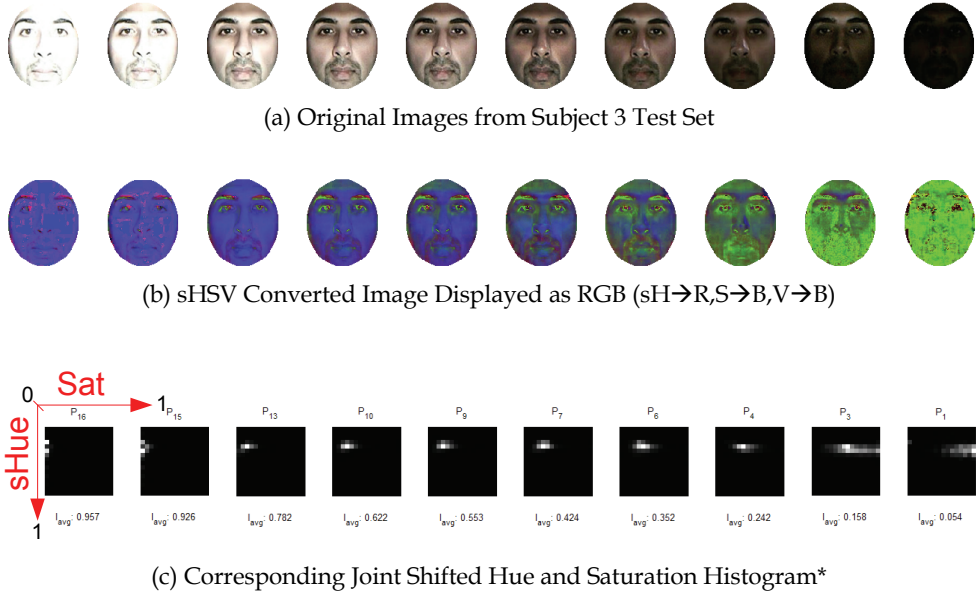 (a) Original Images from Subject 3 Test Set
(b) sHSV Converted Image Displayed as RGB (sH→R,S→B,V→B)
0 Sat 1
sHue
1
P16 P15 P13 P10 P9 P7 P6 P4 P3 P1
Iavg: 0.957 Iavg: 0.926 Iavg: 0.782 Iavg: 0.622 Iavg: 0.553 Iavg: 0.424 Iavg: 0.352 Iavg: 0.242 Iavg: 0.158 Iavg: 0.054
(c) Corresponding Joint Shifted Hue and Saturation Histogram*